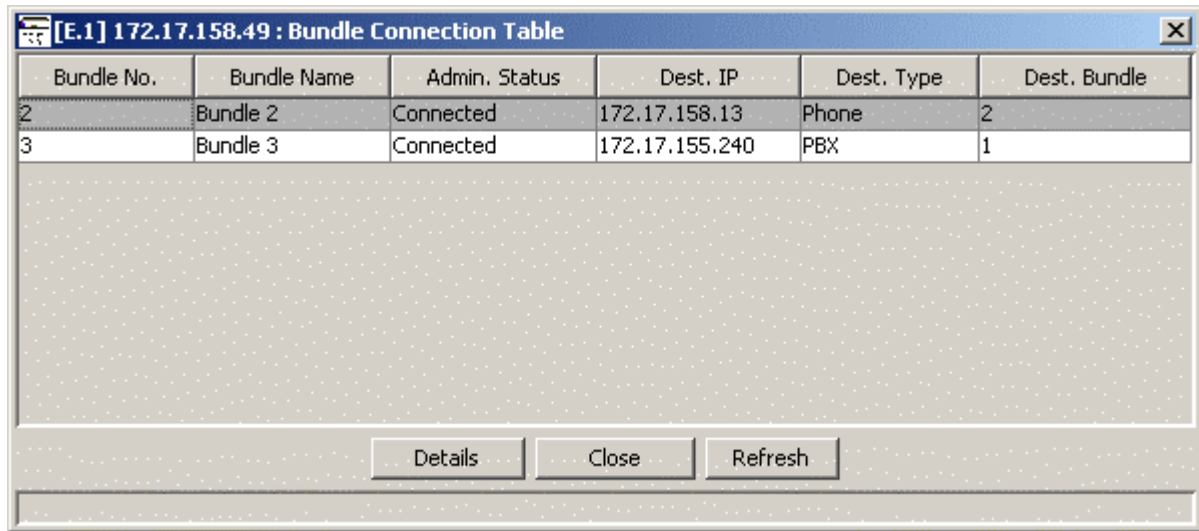 [E.1] 172.17.158.49 : Bundle Connection Table
Bundle No. Bundle Name Admin. Status Dest. IP Dest. Type Dest. Bundle
2 Bundle 2 Connected 172.17.158.13 Phone 2
3 Bundle 3 Connected 172.17.155.240 PBX 1
Details Close Refresh